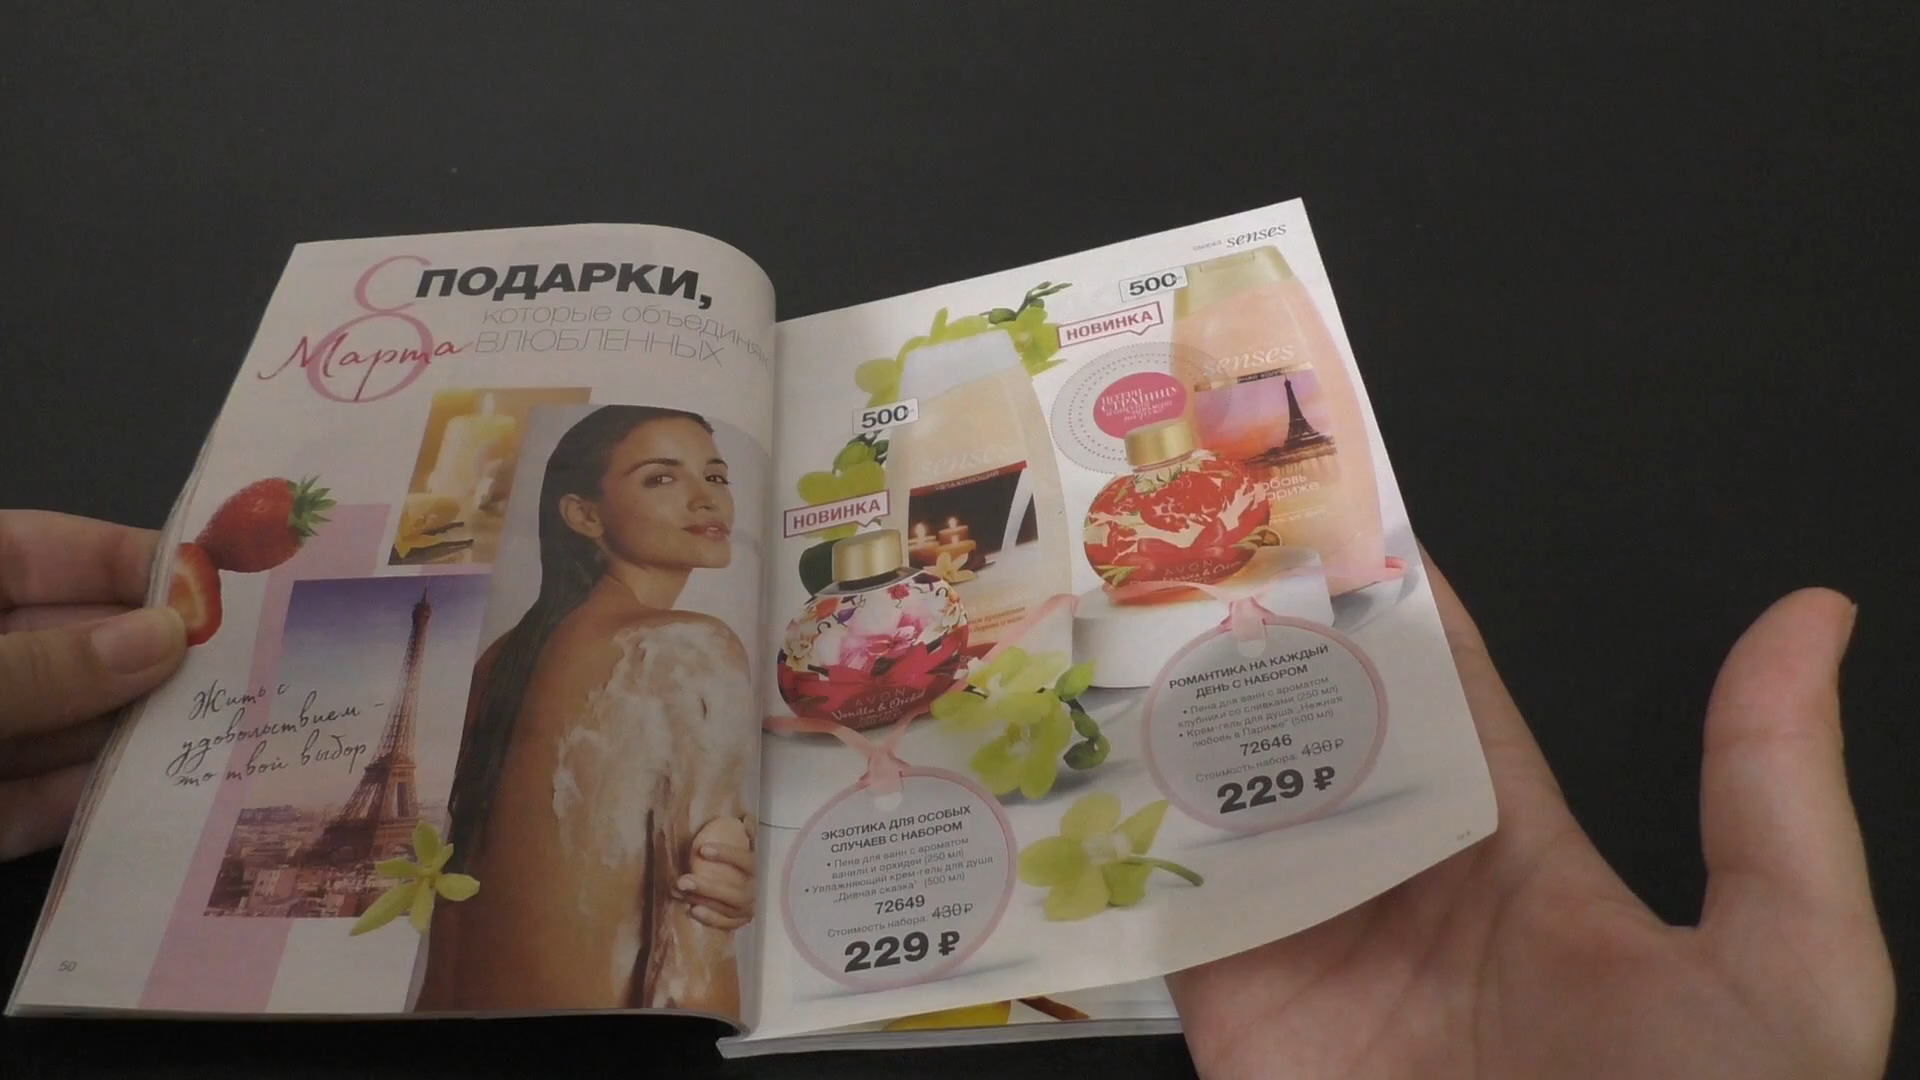 8
Марта
ПОДАРКИ,
которые объединяют
ВЛЮБЛЕННЫХ
Жить с
удовольствием -
это твой выбор
50
senses
500
НОВИНКА
ПОТРИ
СТРАНИЦУ
senses
500
senses
УВЛАЖНЯЮЩИЙ
НОВИНКА
AVON
AVON
Vanilla & Orchid
РОМАНТИКА НА КАЖДЫЙ
ДЕНЬ С НАБОРОМ
• Пена для ванн с ароматом
клубники со сливками (250 мл)
• Крем-гель для душа „Нежная
любовь в Париже“ (500 мл)
72646
Стоимость набора: 430 ₽
229 ₽
ЭКЗОТИКА ДЛЯ ОСОБЫХ
СЛУЧАЕВ С НАБОРОМ
• Пена для ванн с ароматом
ванили и орхидеи (250 мл)
• Увлажняющий крем-гель для душа
„Дивная сказка“ (500 мл)
72649
Стоимость набора: 430 ₽
229 ₽